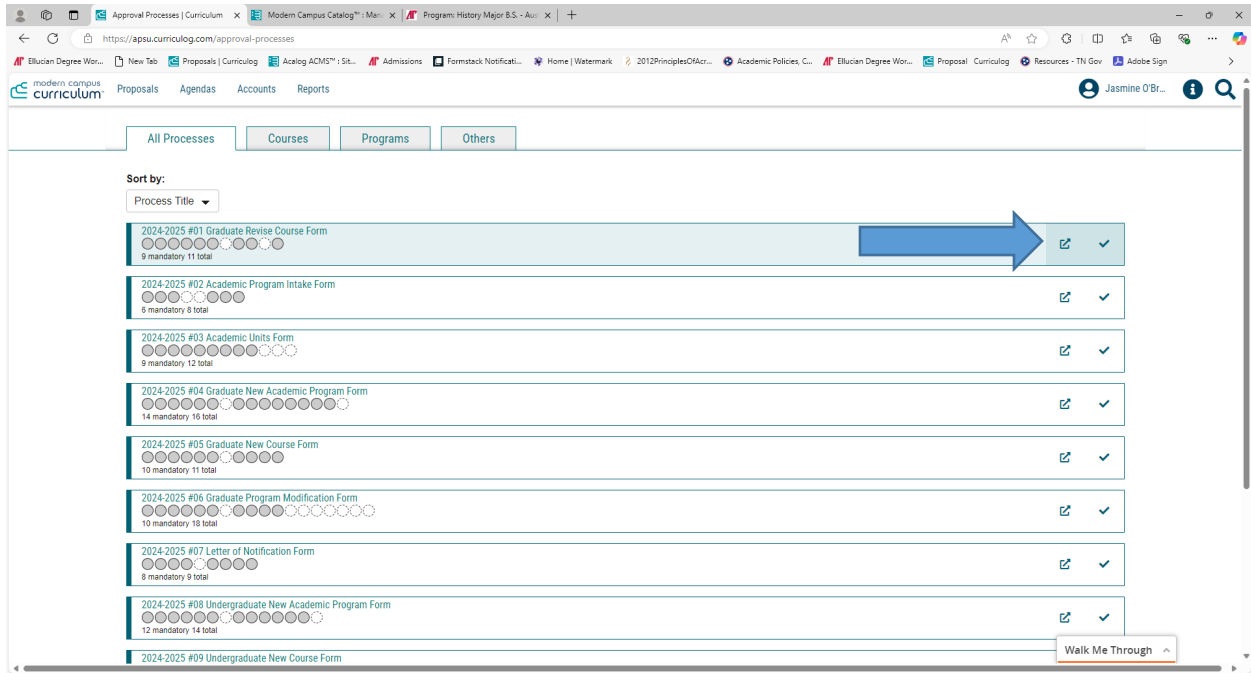 Approval Processes | Curriculum
Modern Campus Catalog™ : Man
Program: History Major B.S. - Aus
https://apsu.curriculog.com/approval-processes
Ellucian Degree Wor...
New Tab
Proposals | Curriculog
Acalog ACMS™ : Sit...
Admissions
Formstack Notificati...
Home | Watermark
2012PrinciplesOfAcr...
Academic Policies, C...
Ellucian Degree Wor...
Proposal Curriculog
Resources - TN Gov
Adobe Sign
modern campus
curriculum™
Proposals
Agendas
Accounts
Reports
Jasmine O'Br...
All Processes
Courses
Programs
Others
Sort by:
Process Title
2024-2025 #01 Graduate Revise Course Form
9 mandatory 11 total
2024-2025 #02 Academic Program Intake Form
6 mandatory 8 total
2024-2025 #03 Academic Units Form
9 mandatory 12 total
2024-2025 #04 Graduate New Academic Program Form
14 mandatory 16 total
2024-2025 #05 Graduate New Course Form
10 mandatory 11 total
2024-2025 #06 Graduate Program Modification Form
10 mandatory 18 total
2024-2025 #07 Letter of Notification Form
8 mandatory 9 total
2024-2025 #08 Undergraduate New Academic Program Form
12 mandatory 14 total
2024-2025 #09 Undergraduate New Course Form
Walk Me Through